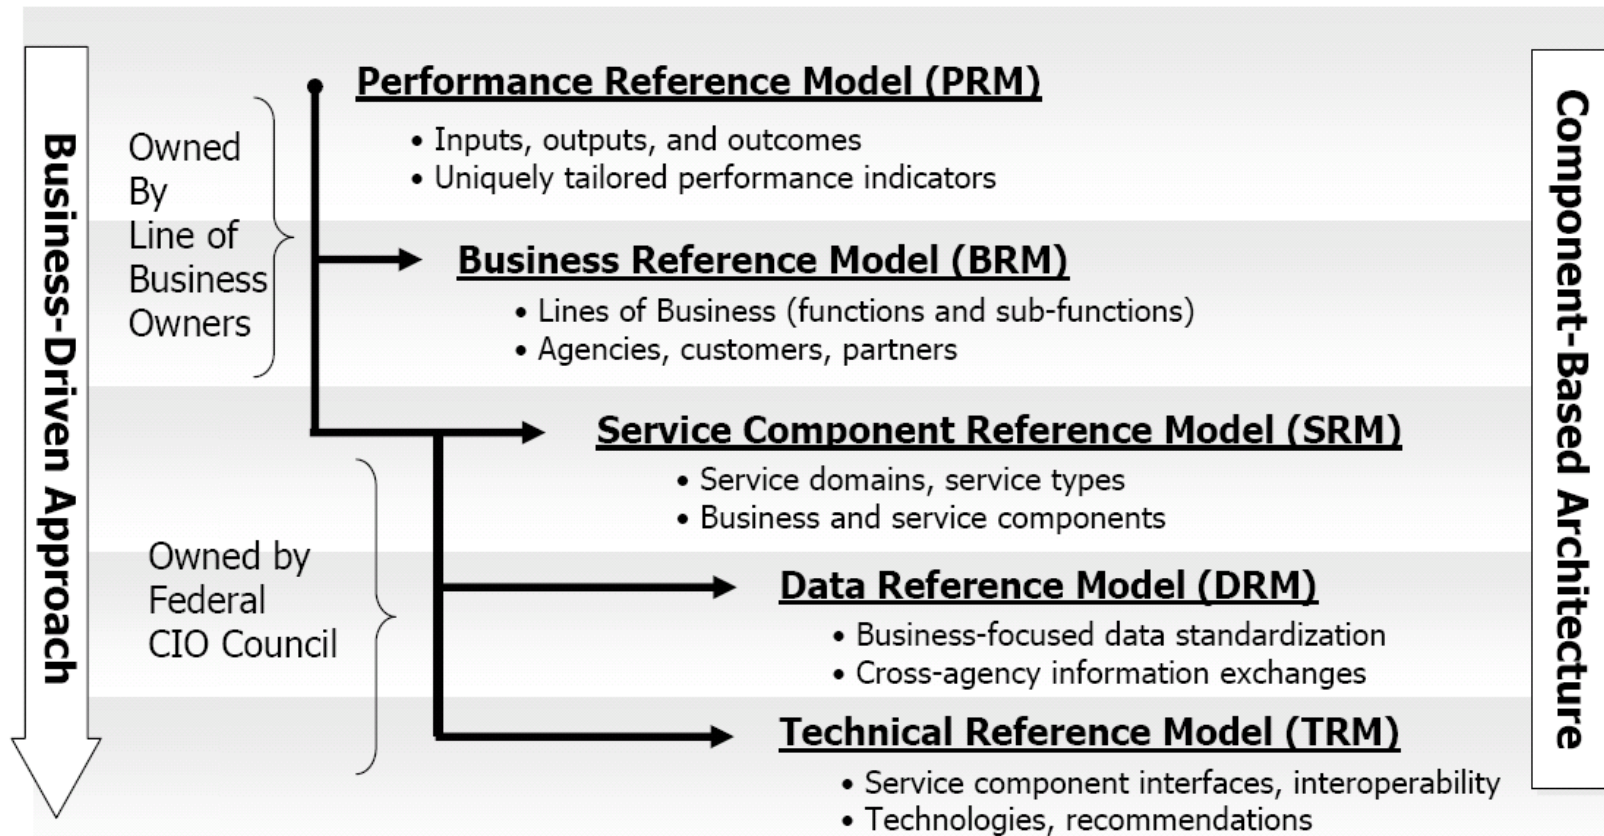 Business-Driven Approach
Performance Reference Model (PRM)
• Inputs, outputs, and outcomes
• Uniquely tailored performance indicators
Owned
By
Line of
Business
Owners
Business Reference Model (BRM)
• Lines of Business (functions and sub-functions)
• Agencies, customers, partners
Service Component Reference Model (SRM)
• Service domains, service types
• Business and service components
Owned by
Federal
CIO Council
Data Reference Model (DRM)
• Business-focused data standardization
• Cross-agency information exchanges
Technical Reference Model (TRM)
• Service component interfaces, interoperability
• Technologies, recommendations
Component-Based Architecture